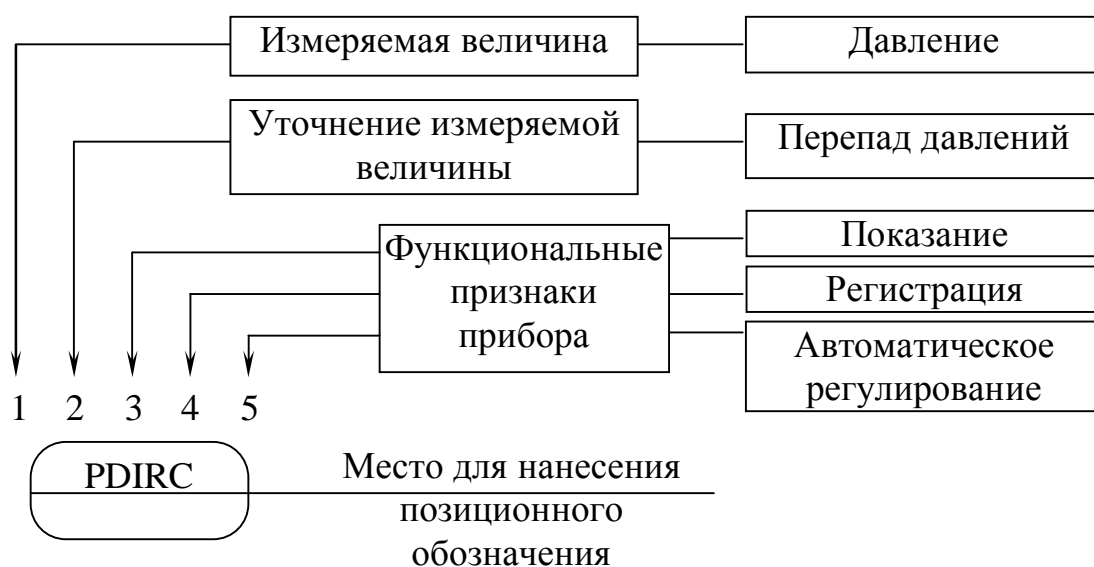 Измеряемая величина
Давление
Уточнение измеряемой
величины
Перепад давлений
Функциональные
признаки
прибора
Показание
Регистрация
Автоматическое
регулирование
1 2 3 4 5
PDIRC
Место для нанесения
позиционного
обозначения